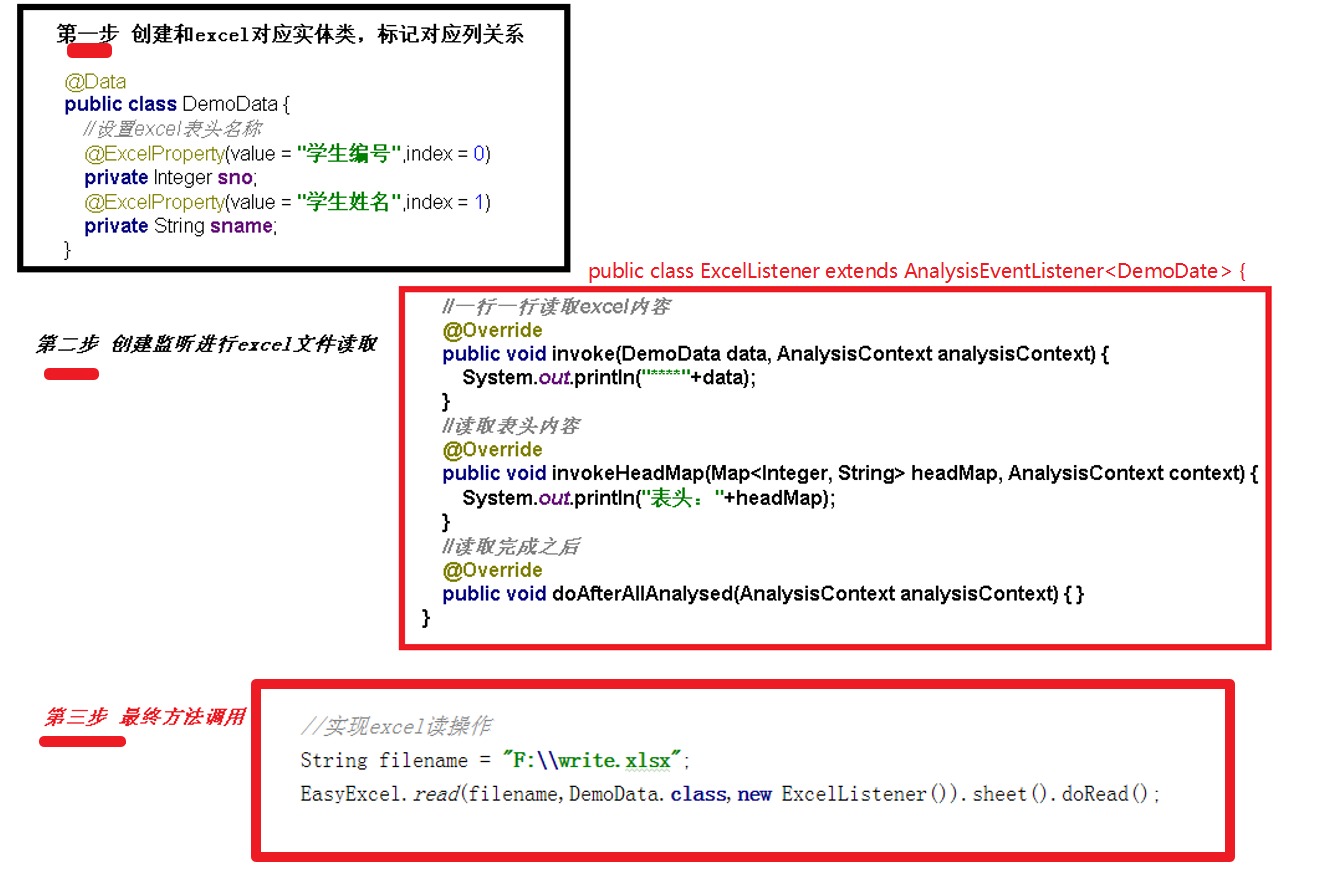 第一步 创建和excel对应实体类，标记对应列关系
@Data
public class DemoData {
//设置excel表头名称
@ExcelProperty(value = "学生编号",index = 0)
private Integer sno;
@ExcelProperty(value = "学生姓名",index = 1)
private String sname;
}
public class ExcelListener extends AnalysisEventListener<DemoDate> {
第二步 创建监听进行excel文件读取
//一行一行读取excel内容
@Override
public void invoke(DemoData data, AnalysisContext analysisContext) {
System.out.println("****"+data);
}
//读取表头内容
@Override
public void invokeHeadMap(Map<Integer, String> headMap, AnalysisContext context) {
System.out.println("表头："+headMap);
}
//读取完成之后
@Override
public void doAfterAllAnalysed(AnalysisContext analysisContext) { }
}
第三步 最终方法调用
//实现excel读操作
String filename = "F:\\write.xlsx";
EasyExcel.read(filename,DemoData.class,new ExcelListener()).sheet().doRead();